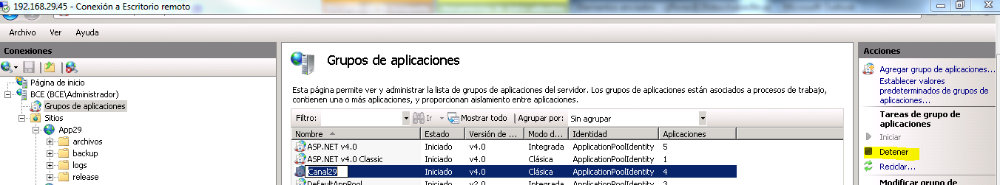 192.168.29.45 - Conexión a Escritorio remoto
Archivo Ver Ayuda
Conexiones
Página de inicio
BCE (BCE\Administrador)
Grupos de aplicaciones
Sitios
App29
archivos
backup
logs
release
Grupos de aplicaciones
Esta página permite ver y administrar la lista de grupos de aplicaciones del servidor. Los grupos de aplicaciones están asociados a procesos de trabajo,
contienen una o más aplicaciones, y proporcionan aislamiento entre aplicaciones.
Filtro: Ir Mostrar todo Agrupar por: Sin agrupar
Nombre Estado Versión de ... Modo d... Identidad Aplicaciones
ASP.NET v4.0 Iniciado v4.0 Integrada ApplicationPoolIdentity 5
ASP.NET v4.0 Classic Iniciado v4.0 Clásica ApplicationPoolIdentity 1
Canal29 Iniciado v4.0 Clásica ApplicationPoolIdentity 4
DefaultAppPool Iniciado v2.0 Integrada ApplicationPoolIdentity 3
Acciones
Agregar grupo de aplicaciones...
Establecer valores
predeterminados de grupos de
aplicaciones...
Tareas de grupo de
aplicaciones
Iniciar
Detener
Reciclar...
Modificar grupo de